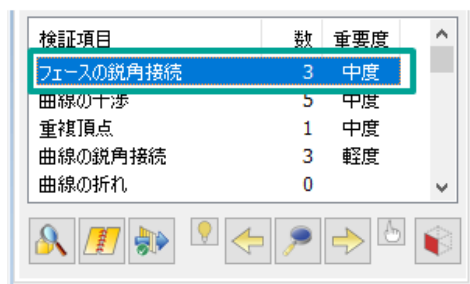 検証項目 数 重要度
フェースの鋭角接続 3 中度
曲線の干渉 5 中度
重複頂点 1 中度
曲線の鋭角接続 3 軽度
曲線の折れ 0